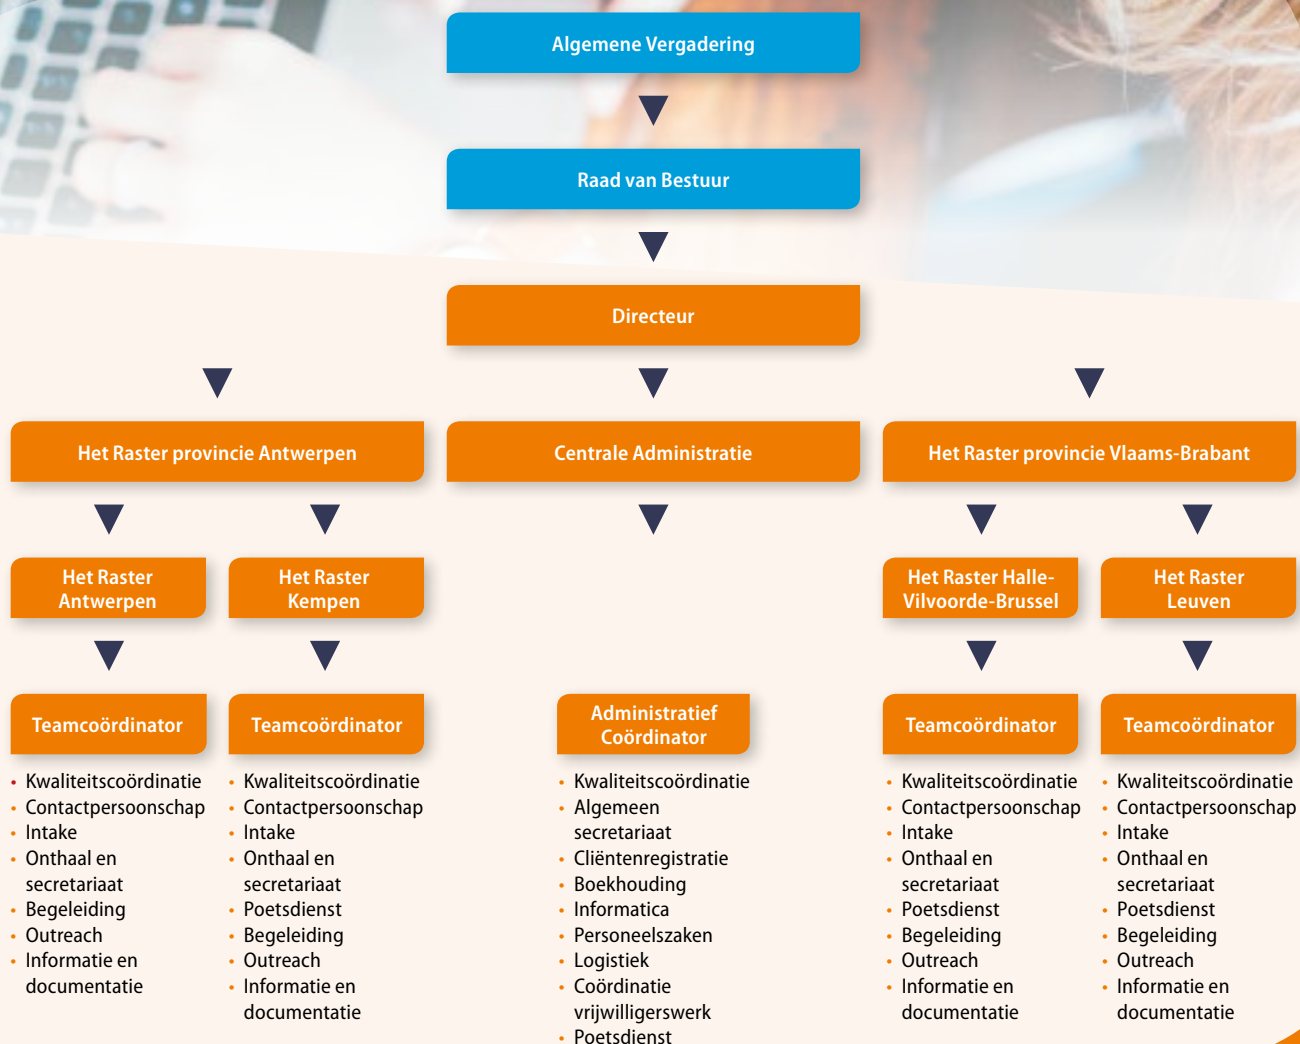 Algemene Vergadering
Raad van Bestuur
Directeur
Het Raster provincie Antwerpen
Centrale Administratie
Het Raster provincie Vlaams-Brabant
Het Raster
Antwerpen
Het Raster
Kempen
Het Raster Halle-
Vilvoorde-Brussel
Het Raster
Leuven
Teamcoördinator
• Kwaliteitscoördinatie
• Contactpersoonschap
• Intake
• Onthaal en
secretariaat
• Begeleiding
• Outreach
• Informatie en
documentatie
Teamcoördinator
• Kwaliteitscoördinatie
• Contactpersoonschap
• Intake
• Onthaal en
secretariaat
• Poetsdienst
• Begeleiding
• Outreach
• Informatie en
documentatie
Administratief
Coördinator
• Kwaliteitscoördinatie
• Algemeen
secretariaat
• Cliëntenregistratie
• Boekhouding
• Informatica
• Personeelszaken
• Logistiek
• Coördinatie
vrijwilligerswerk
• Poetsdienst
Teamcoördinator
• Kwaliteitscoördinatie
• Contactpersoonschap
• Intake
• Onthaal en
secretariaat
• Poetsdienst
• Begeleiding
• Outreach
• Informatie en
documentatie
Teamcoördinator
• Kwaliteitscoördinatie
• Contactpersoonschap
• Intake
• Onthaal en
secretariaat
• Poetsdienst
• Begeleiding
• Outreach
• Informatie en
documentatie